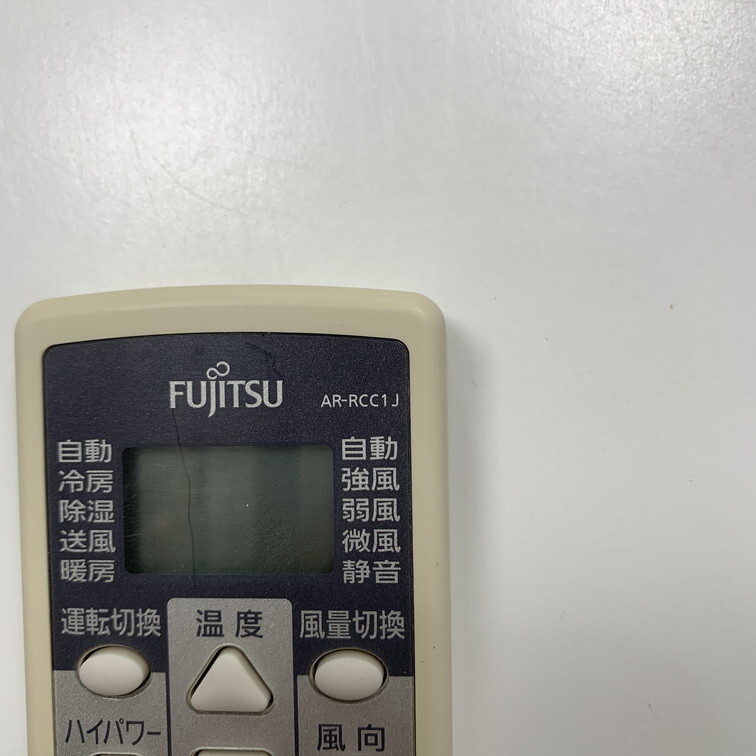 FUJITSU
AR-RCC1J
自動
冷房
除湿
送風
暖房
自動
強風
弱風
微風
静音
運転切換
温度
風量切換
ハイパワー
風向